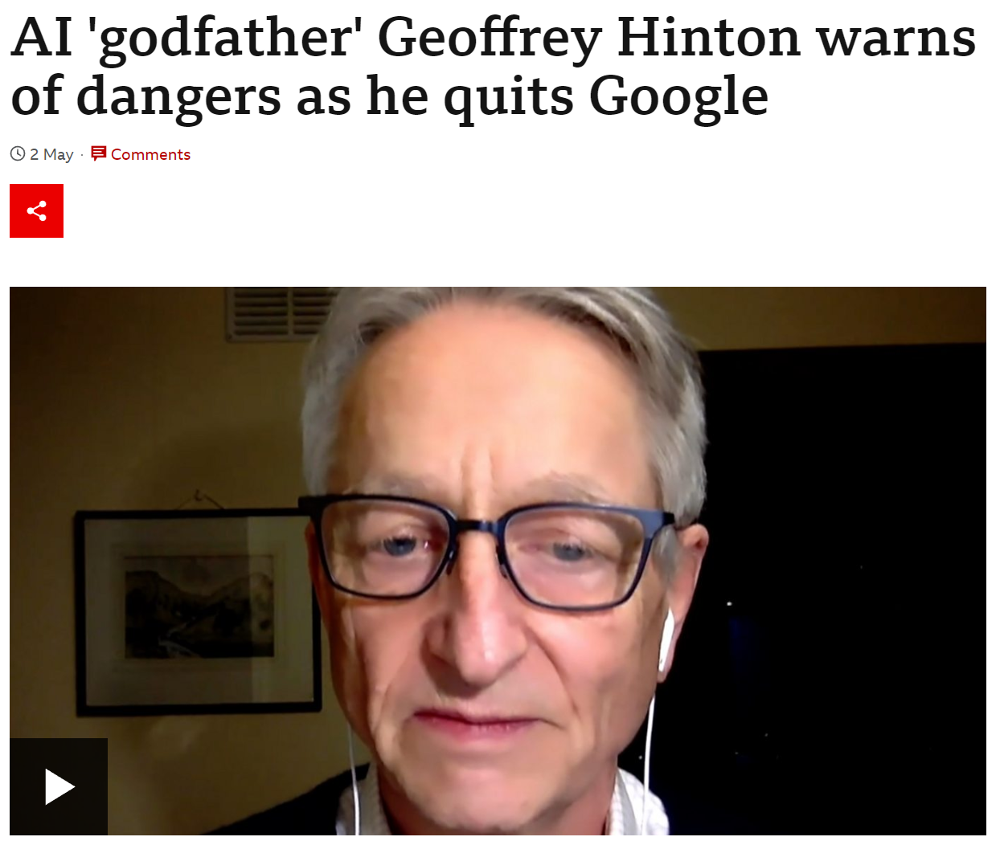 AI 'godfather' Geoffrey Hinton warns
of dangers as he quits Google
2 May · Comments